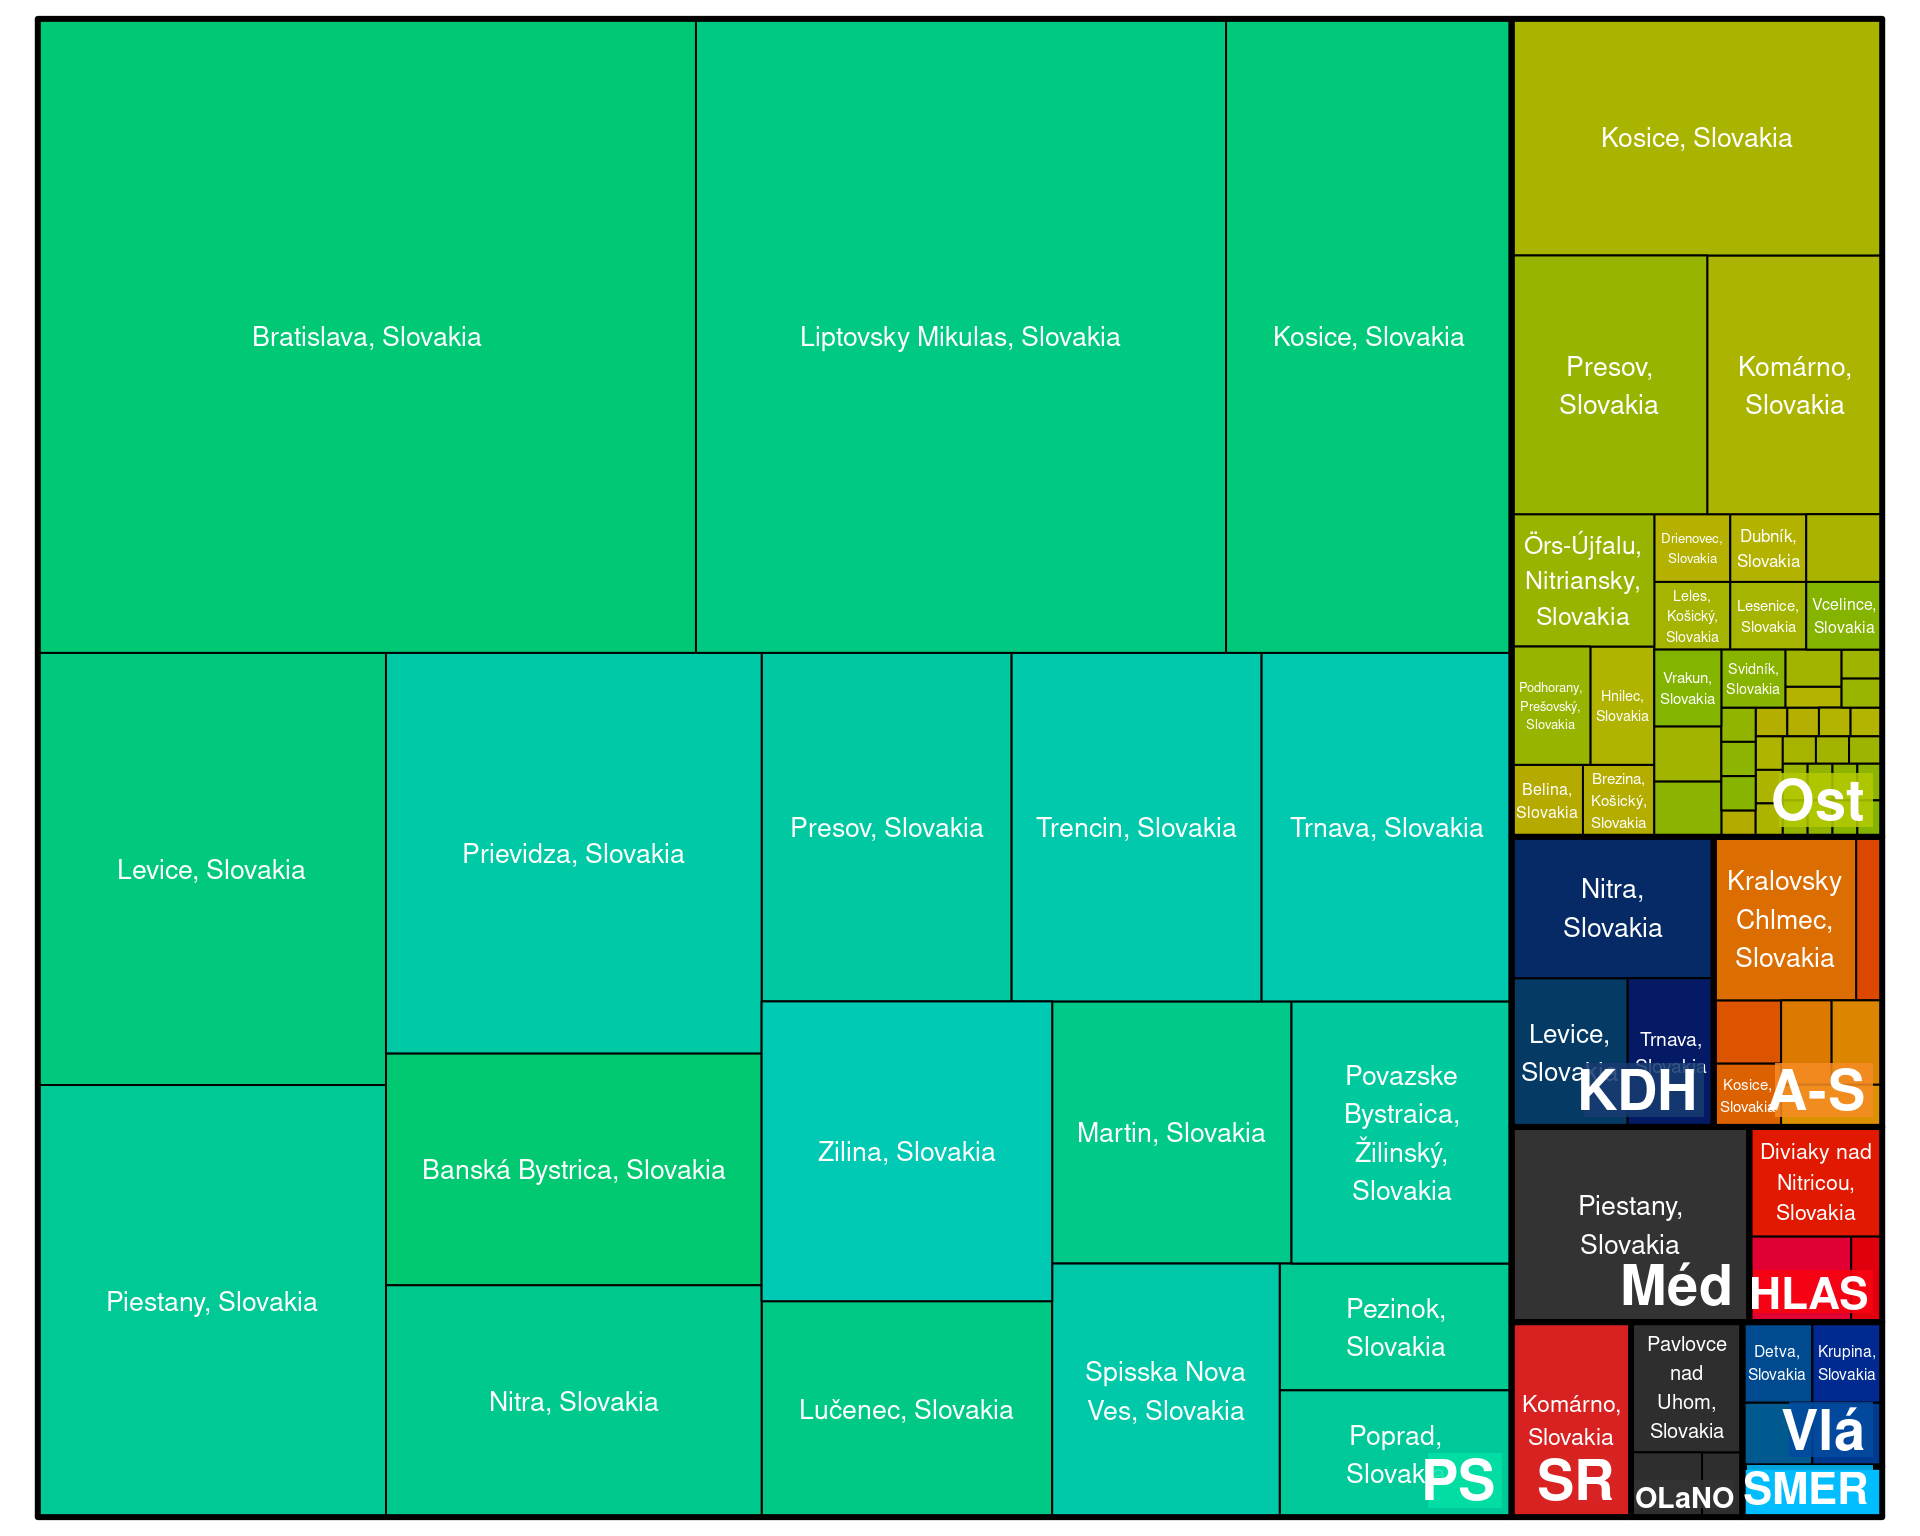 Bratislava, Slovakia
Liptovsky Mikulas, Slovakia
Kosice, Slovakia
Levice, Slovakia
Piestany, Slovakia
Prievidza, Slovakia
Banská Bystrica, Slovakia
Nitra, Slovakia
Presov, Slovakia
Trencin, Slovakia
Trnava, Slovakia
Zilina, Slovakia
Lučenec, Slovakia
Martin, Slovakia
Povazske
Bystraica,
Žilinský,
Slovakia
Spisska Nova
Ves, Slovakia
Pezinok,
Slovakia
Poprad,
Slovakia
PS
Kosice, Slovakia
Presov,
Slovakia
Komárno,
Slovakia
Örs-Újfalu,
Nitriansky,
Slovakia
Drienovec,
Slovakia
Dubník,
Slovakia
Leles,
Košický,
Slovakia
Lesenice,
Slovakia
Vcelince,
Slovakia
Podhorany,
Prešovský,
Slovakia
Hnilec,
Slovakia
Vrakun,
Slovakia
Svidník,
Slovakia
Belina,
Slovakia
Brezina,
Košický,
Slovakia
Ost
Nitra,
Slovakia
Levice,
Slovakia
Trnava,
Slovakia
KDH
Kralovsky
Chlmec,
Slovakia
Kosice,
Slovakia
A-S
Piestany,
Slovakia
Méd
Diviaky nad
Nitricou,
Slovakia
HLAS
Komárno,
Slovakia
SR
Pavlovce
nad
Uhom,
Slovakia
OLaNO
Detva,
Slovakia
Krupina,
Slovakia
Vlá
SMER